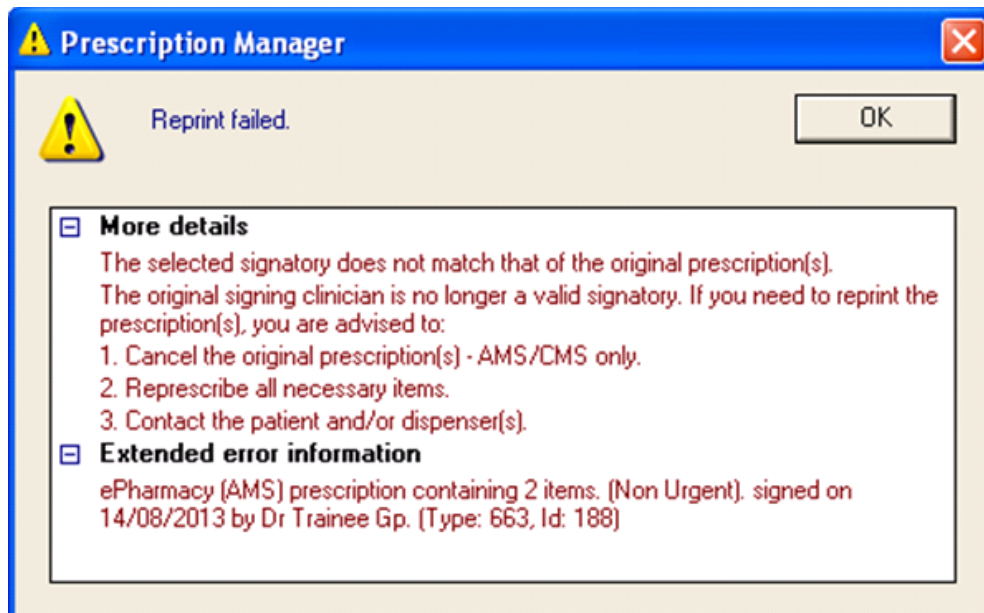 Prescription Manager
Reprint failed.
OK
More details
The selected signatory does not match that of the original prescription(s).
The original signing clinician is no longer a valid signatory. If you need to reprint the
prescription(s), you are advised to:
1. Cancel the original prescription(s) - AMS/CMS only.
2. Represcribe all necessary items.
3. Contact the patient and/or dispenser(s).
Extended error information
ePharmacy (AMS) prescription containing 2 items. (Non Urgent). signed on
14/08/2013 by Dr Trainee Gp. (Type: 663, Id: 188)